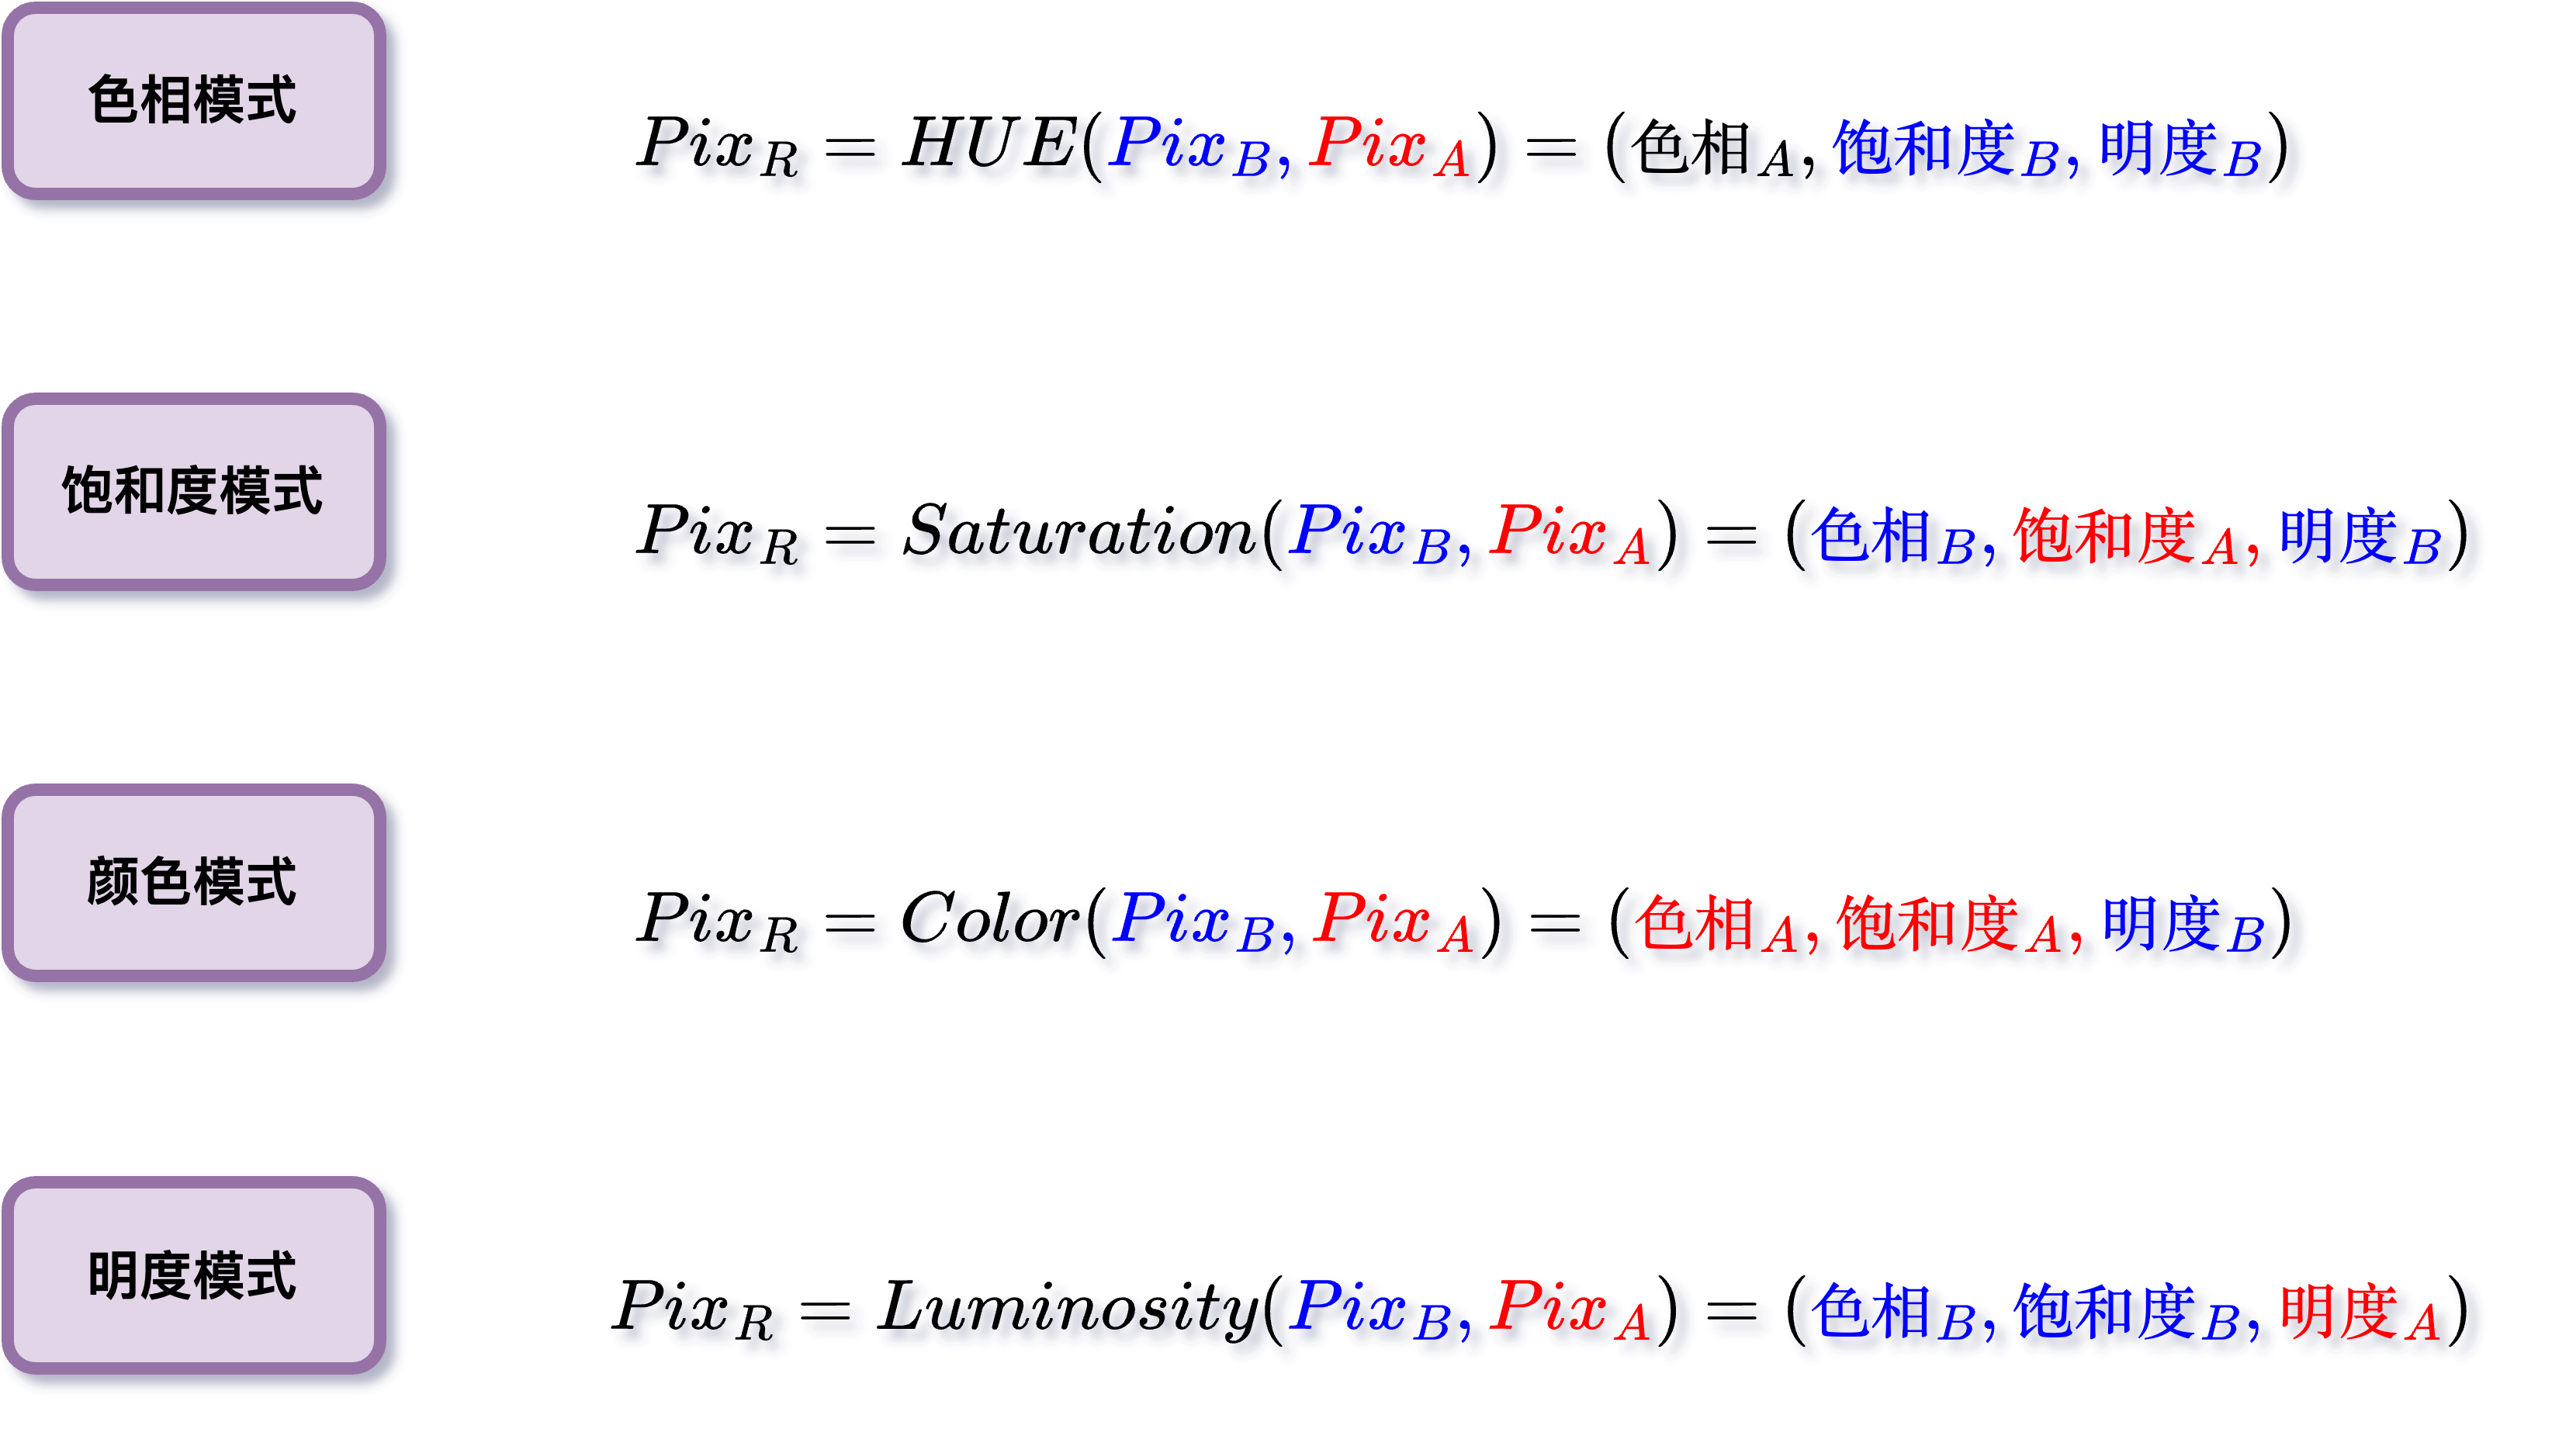 色相模式
Pix_R = HUE(Pix_B, Pix_A) = (色相_A, 饱和度_B, 明度_B)
饱和度模式
Pix_R = Saturation(Pix_B, Pix_A) = (色相_B, 饱和度_A, 明度_B)
颜色模式
Pix_R = Color(Pix_B, Pix_A) = (色相_A, 饱和度_A, 明度_B)
明度模式
Pix_R = Luminosity(Pix_B, Pix_A) = (色相_B, 饱和度_B, 明度_A)